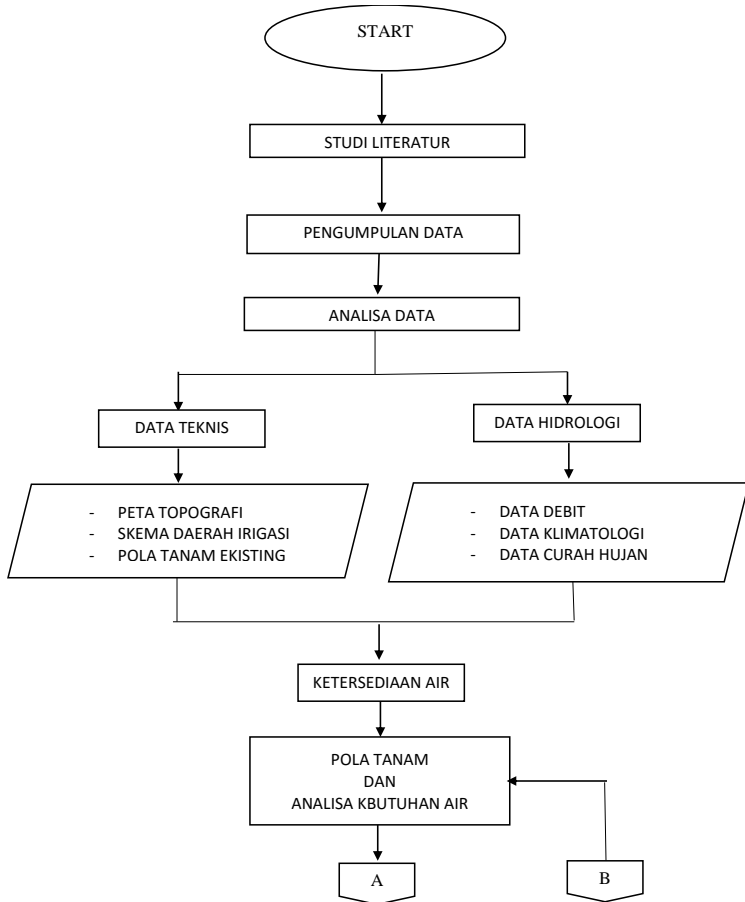 START
STUDI LITERATUR
PENGUMPULAN DATA
ANALISA DATA
DATA TEKNIS
DATA HIDROLOGI
- PETA TOPOGRAFI
- SKEMA DAERAH IRIGASI
- POLA TANAM EKISTING
- DATA DEBIT
- DATA KLIMATOLOGI
- DATA CURAH HUJAN
KETERSEDIAAN AIR
POLA TANAM
DAN
ANALISA KBUTUHAN AIR
A
B